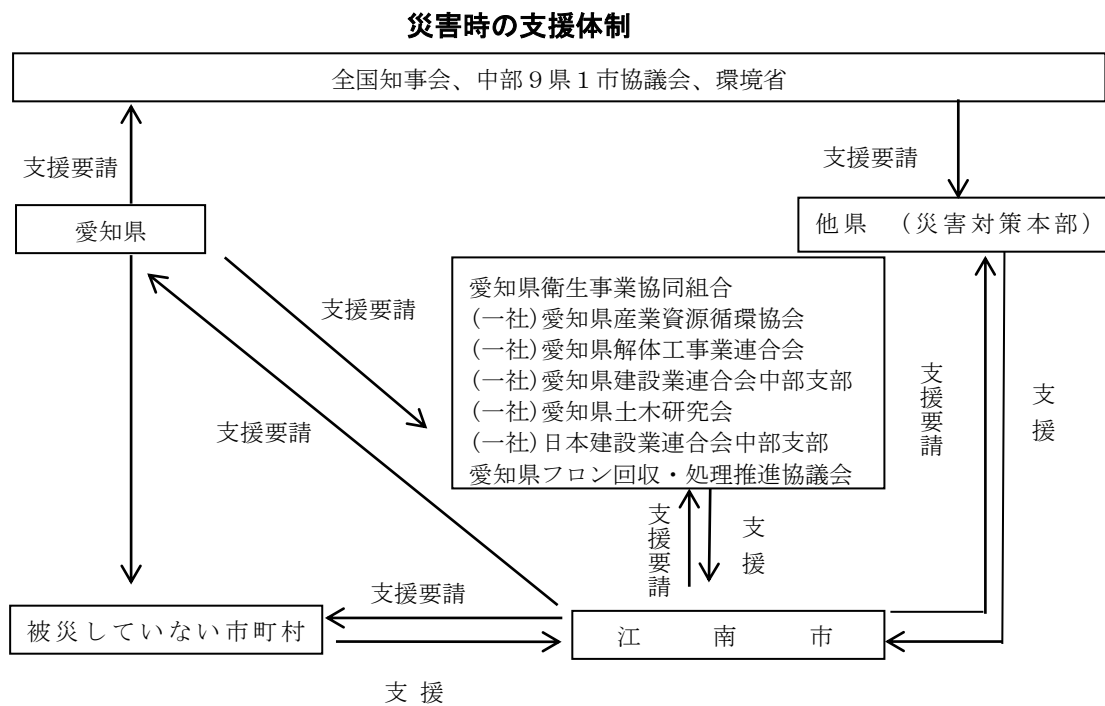 災害時の支援体制
全国知事会、中部９県１市協議会、環境省
支援要請
支援要請
愛知県
他県 （災害対策本部）
支援要請
愛知県衛生事業協同組合
(一社)愛知県産業資源循環協会
(一社)愛知県解体工事業連合会
(一社)愛知県建設業連合会中部支部
(一社)愛知県土木研究会
(一社)日本建設業連合会中部支部
愛知県フロン回収・処理推進協議会
支援要請
支援要請
支援
支援要請
支援
支援要請
被災していない市町村
江南市
支援